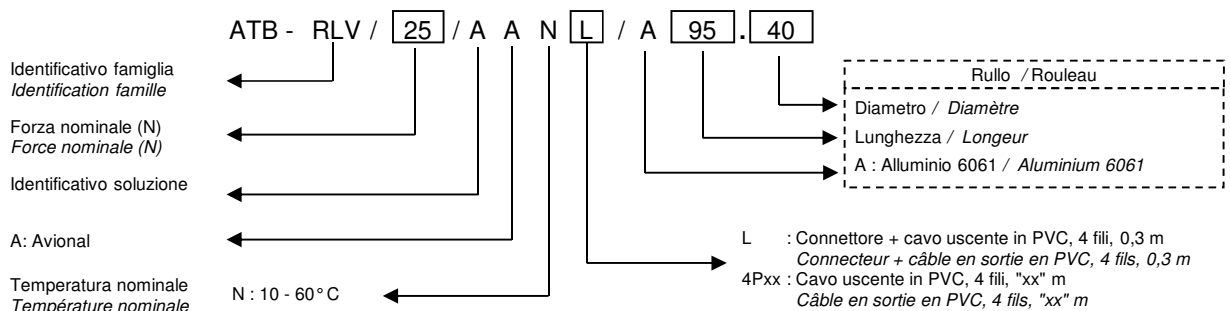 ATB - RLV / 25 / A A N L / A 95 . 40
Identificativo famiglia
Identification famille
Forza nominale (N)
Force nominale (N)
Identificativo soluzione
A: Avional
Temperatura nominale
Température nominale
N : 10 - 60° C
Rullo / Rouleau
Diametro / Diamètre
Lunghezza / Longeur
A : Alluminio 6061 / Aluminium 6061
L : Connettore + cavo uscente in PVC, 4 fili, 0,3 m
Connecteur + câble en sortie en PVC, 4 fils, 0,3 m
4Pxx : Cavo uscente in PVC, 4 fili, "xx" m
Câble en sortie en PVC, 4 fils, "xx" m